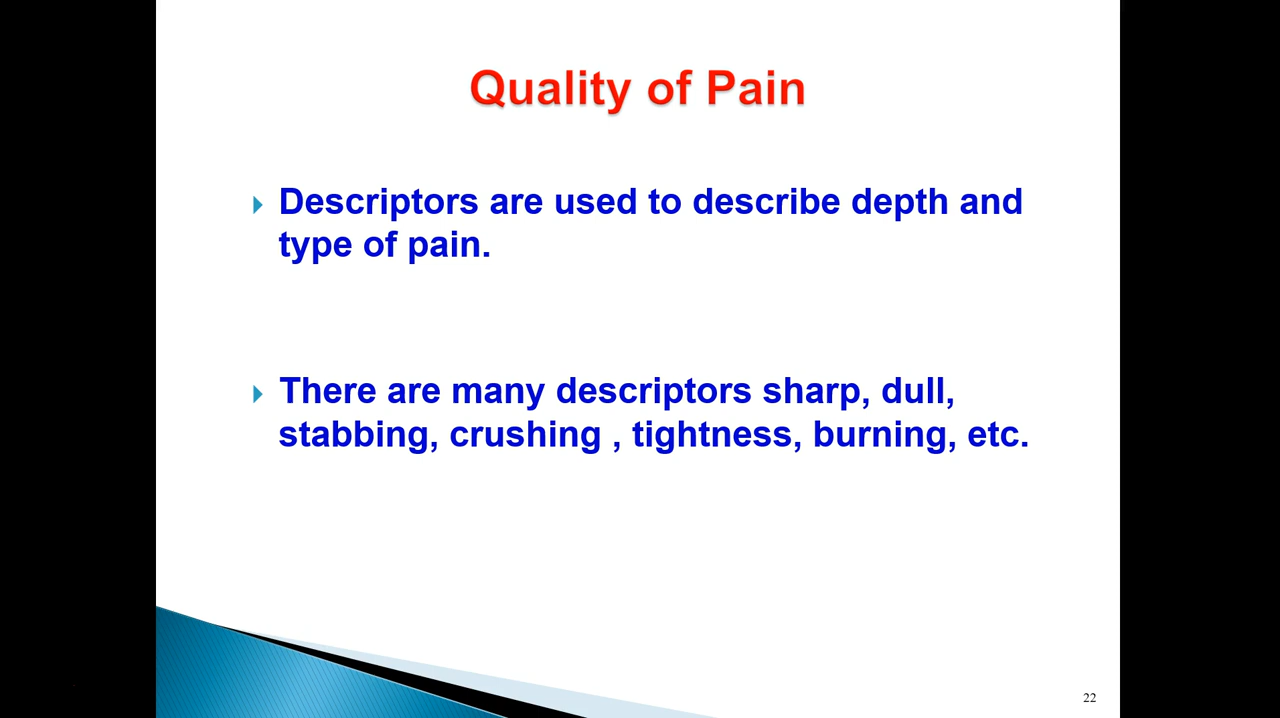 Quality of Pain
Descriptors are used to describe depth and
type of pain.
There are many descriptors sharp, dull,
stabbing, crushing , tightness, burning, etc.
22